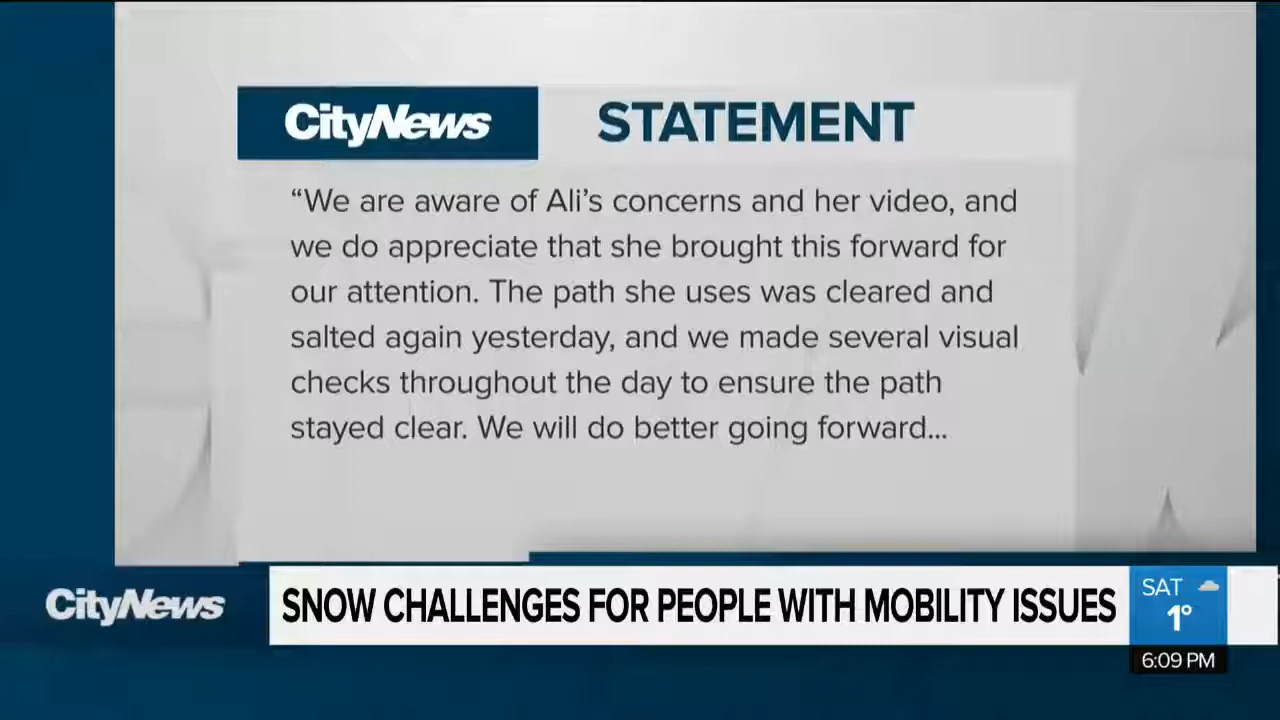 CityNews
STATEMENT
“We are aware of Ali’s concerns and her video, and
we do appreciate that she brought this forward for
our attention. The path she uses was cleared and
salted again yesterday, and we made several visual
checks throughout the day to ensure the path
stayed clear. We will do better going forward...
CityNews
SNOW CHALLENGES FOR PEOPLE WITH MOBILITY ISSUES
SAT
1°
6:09 PM